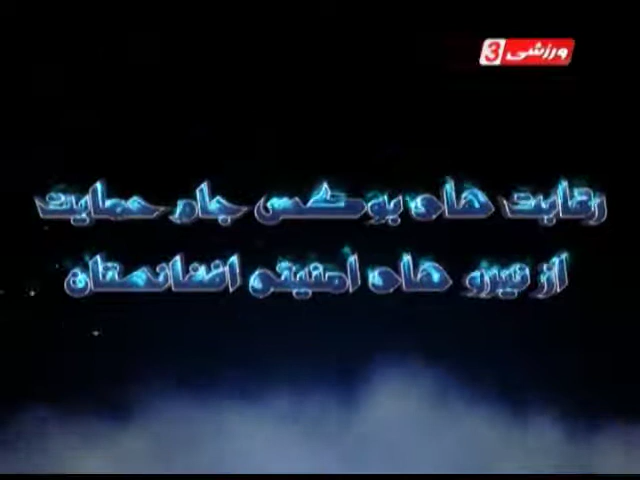 ورزشی 3
رقابت های بوکس جام حمایت
از نیرو های امنیتی افغانستان